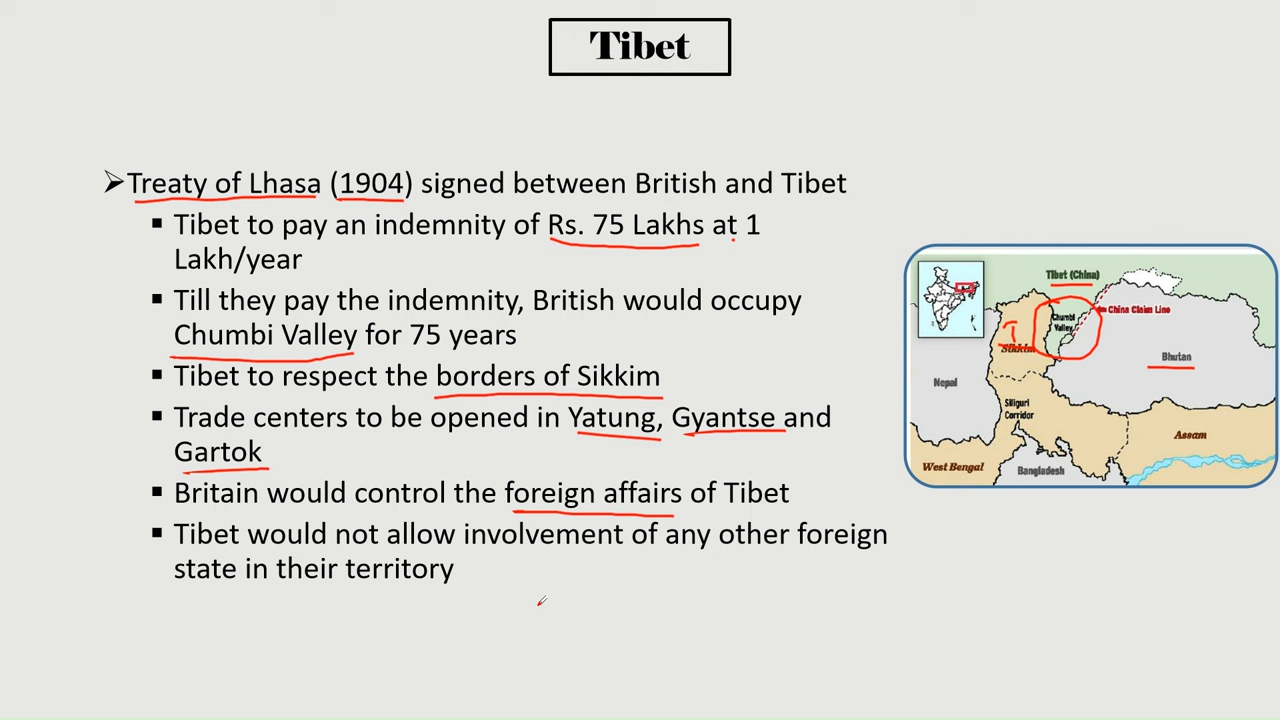 Tibet
➢Treaty of Lhasa (1904) signed between British and Tibet
▪ Tibet to pay an indemnity of Rs. 75 Lakhs at 1
Lakh/year
▪ Till they pay the indemnity, British would occupy
Chumbi Valley for 75 years
▪ Tibet to respect the borders of Sikkim
▪ Trade centers to be opened in Yatung, Gyantse and
Gartok
▪ Britain would control the foreign affairs of Tibet
▪ Tibet would not allow involvement of any other foreign
state in their territory
Tibet (China)
China Claim Line
Chumbi
Valley
Sikkim
Bhutan
Nepal
Siliguri
Corridor
Assam
West Bengal
Bangladesh